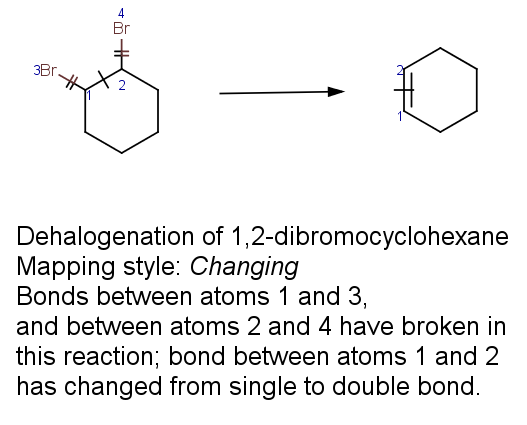 4
Br
3Br
1
2
2
1
Dehalogenation of 1,2-dibromocyclohexane
Mapping style: Changing
Bonds between atoms 1 and 3,
and between atoms 2 and 4 have broken in
this reaction; bond between atoms 1 and 2
has changed from single to double bond.